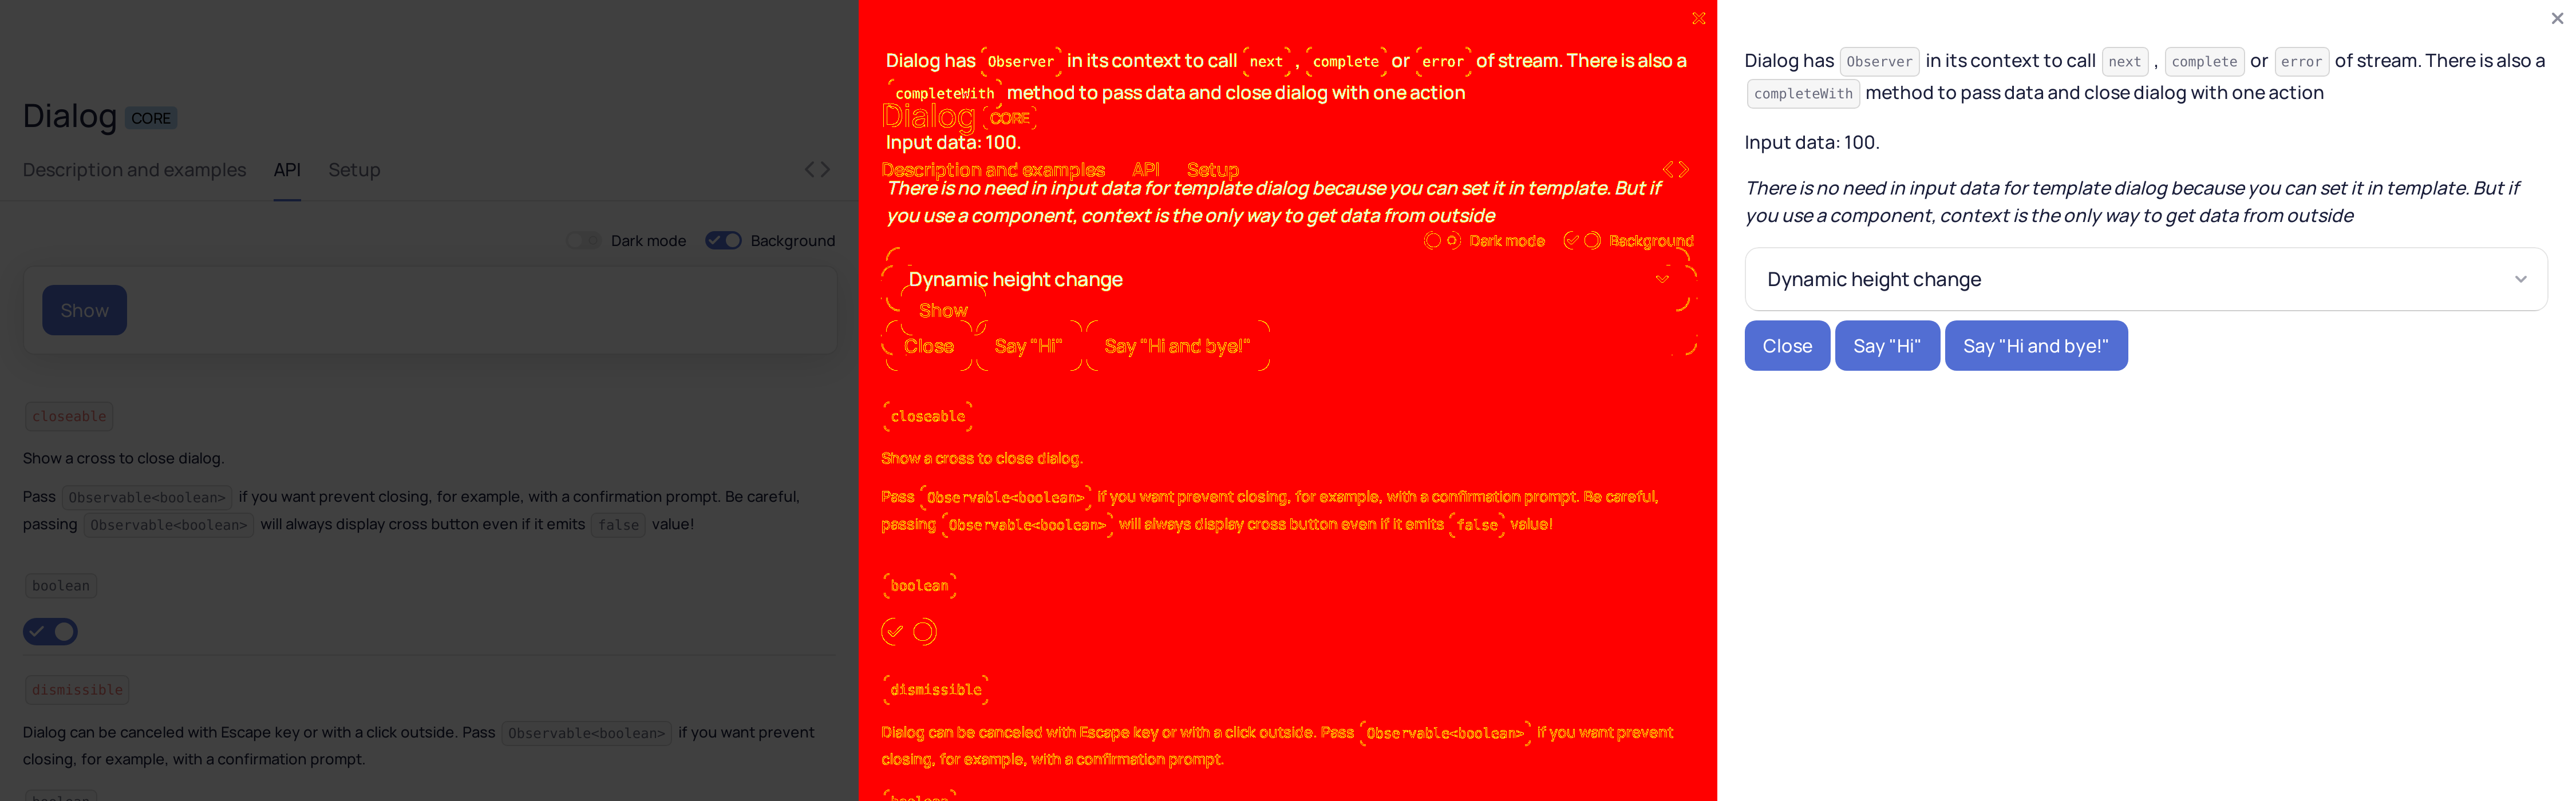 Dialog CORE
Description and examples API Setup
Dark mode Background
Show
closeable
Show a cross to close dialog.
Pass Observable<boolean> if you want prevent closing, for example, with a confirmation prompt. Be careful,
passing Observable<boolean> will always display cross button even if it emits false value!
boolean
dismissible
Dialog can be canceled with Escape key or with a click outside. Pass Observable<boolean> if you want prevent
closing, for example, with a confirmation prompt.
boolean
Dialog has Observer in its context to call next , complete or error of stream. There is also a
completeWith method to pass data and close dialog with one action
Dialog CORE
Input data: 100.
Description and examples API Setup
There is no need in input data for template dialog because you can set it in template. But if
you use a component, context is the only way to get data from outside
Dark mode Background
Dynamic height change
Show
Close Say "Hi" Say "Hi and bye!"
closeable
Show a cross to close dialog.
Pass Observable<boolean> if you want prevent closing, for example, with a confirmation prompt. Be careful,
passing Observable<boolean> will always display cross button even if it emits false value!
boolean
dismissible
Dialog can be canceled with Escape key or with a click outside. Pass Observable<boolean> if you want prevent
closing, for example, with a confirmation prompt.
boolean
Dialog has Observer in its context to call next , complete or error of stream. There is also a
completeWith method to pass data and close dialog with one action
Input data: 100.
There is no need in input data for template dialog because you can set it in template. But if
you use a component, context is the only way to get data from outside
Dynamic height change
Close Say "Hi" Say "Hi and bye!"